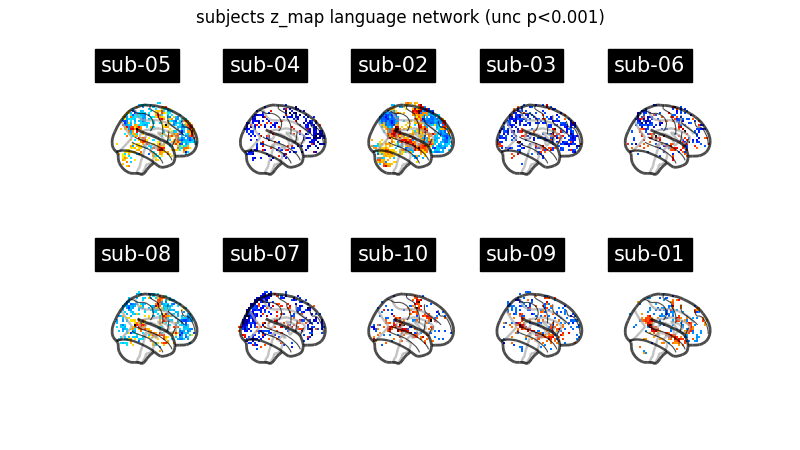 subjects z_map language network (unc p<0.001)
sub-05 sub-04 sub-02 sub-03 sub-06
sub-08 sub-07 sub-10 sub-09 sub-01